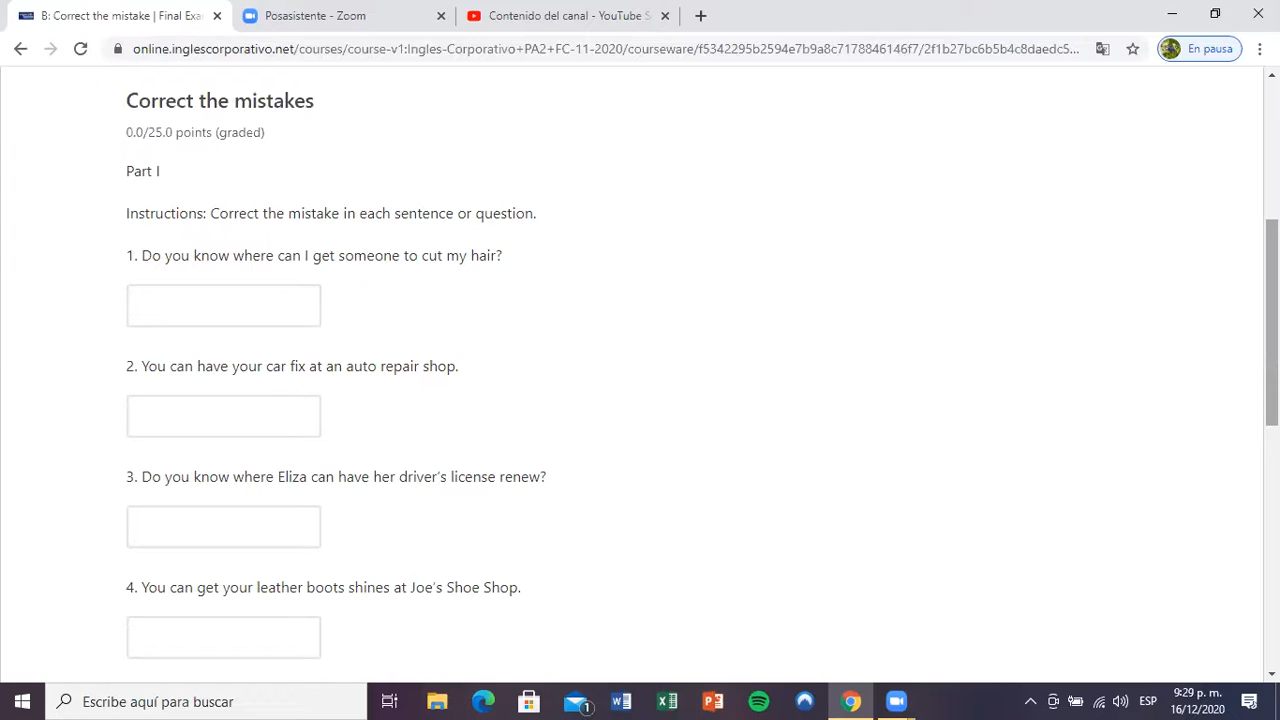 B: Correct the mistake | Final Exa
Posasistente - Zoom
Contenido del canal - YouTube S
online.inglescorporativo.net/courses/course-v1:Ingles-Corporativo+PA2+FC-11-2020/courseware/f5342295b2594e7b9a8c7178846146f7/2f1b27bc6b5b4c8daedc5...
En pausa
Correct the mistakes
0.0/25.0 points (graded)
Part I
Instructions: Correct the mistake in each sentence or question.
1. Do you know where can I get someone to cut my hair?
2. You can have your car fix at an auto repair shop.
3. Do you know where Eliza can have her driver's license renew?
4. You can get your leather boots shines at Joe's Shoe Shop.
Escribe aquí para buscar
1
ESP
9:29 p. m.
16/12/2020